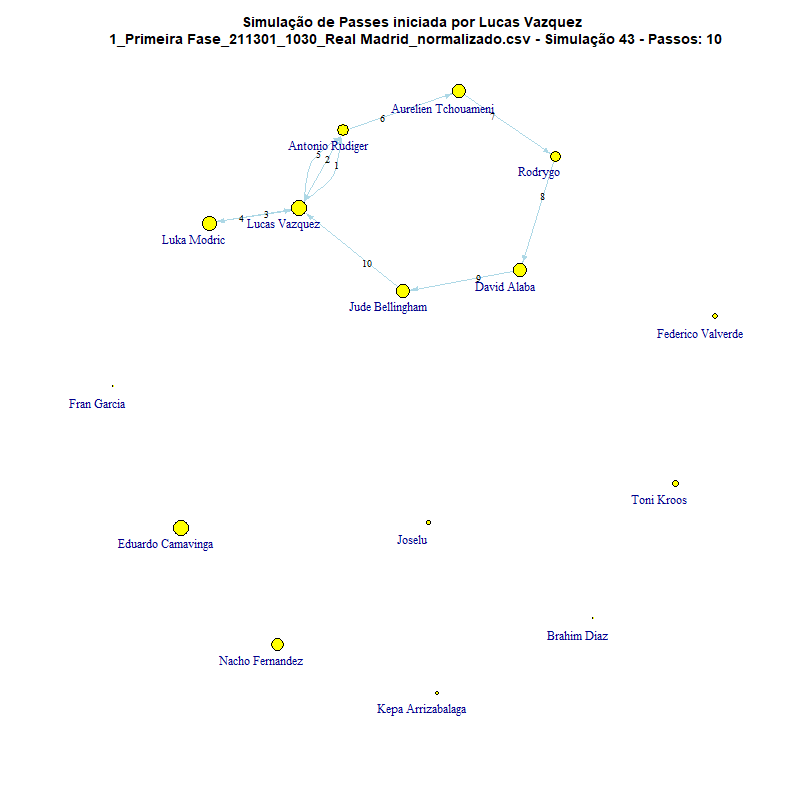 Simulação de Passes iniciada por Lucas Vazquez
1_Primeira Fase_211301_1030_Real Madrid_normalizado.csv - Simulação 43 - Passos: 10
Aurelien Tchouameni
6
7
Antonio Rudiger
5
2
1
Rodrygo
8
4
3
Lucas Vazquez
Luka Modric
10
9
David Alaba
Jude Bellingham
Federico Valverde
Fran Garcia
Toni Kroos
Eduardo Camavinga
Joselu
Brahim Diaz
Nacho Fernandez
Kepa Arrizabalaga